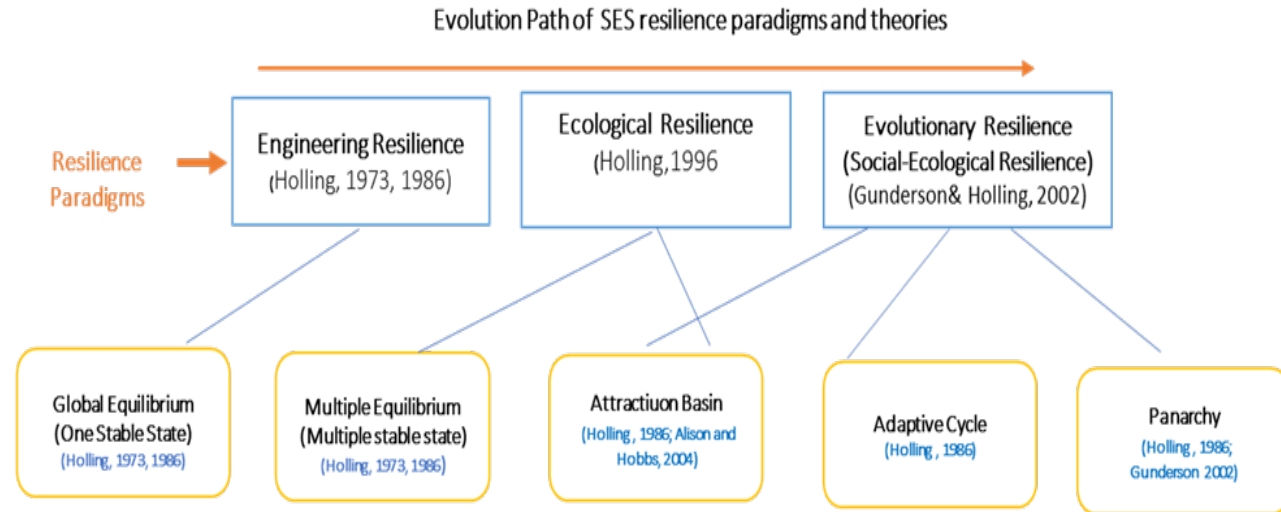 Evolution Path of SES resilience paradigms and theories
Resilience
Paradigms
Engineering Resilience
(Holling, 1973, 1986)
Ecological Resilience
(Holling,1996
Evolutionary Resilience
(Social-Ecological Resilience)
(Gunderson& Holling, 2002)
Global Equilibrium
(One Stable State)
(Holling, 1973, 1986)
Multiple Equilibrium
(Multiple stable state)
(Holling, 1973, 1986)
Attractiuon Basin
(Holling , 1986; Alison and
Hobbs, 2004)
Adaptive Cycle
(Holling , 1986)
Panarchy
(Holling , 1986;
Gunderson 2002)